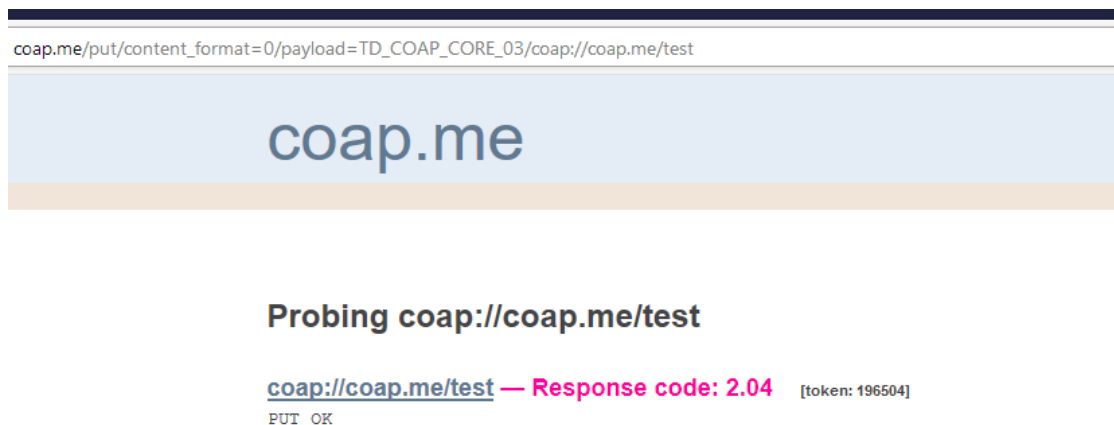 coap.me/put/content_format=0/payload=TD_COAP_CORE_03/coap://coap.me/test
coap.me
Probing coap://coap.me/test
coap://coap.me/test — Response code: 2.04 [token: 196504]
PUT OK